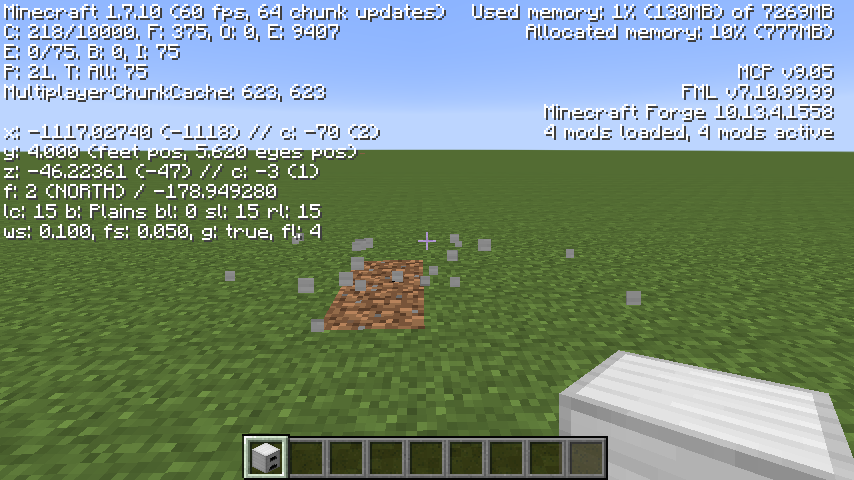 Minecraft 1.7.10 (60 fps, 64 chunk updates)
C: 218/10000, F: 375, O: 0, E: 9407
E: 0/75. B: 0, I: 75
P: 21. T: All: 75
MultiplayerChunkCache: 623, 623
x: -1117.02740 (-1118) // c: -70 (2)
y: 4.000 (feet pos, 5.620 eyes pos)
z: -46.22361 (-47) // c: -3 (1)
f: 2 (NORTH) / -178.949280
lc: 15 b: Plains bl: 0 sl: 15 rl: 15
ws: 0.100, fs: 0.050, g: true, fl: 4
Used memory: 1% (130MB) of 7269MB
Allocated memory: 10% (777MB)
MCP v9.05
FML v7.10.99.99
Minecraft Forge 10.13.4.1558
4 mods loaded, 4 mods active